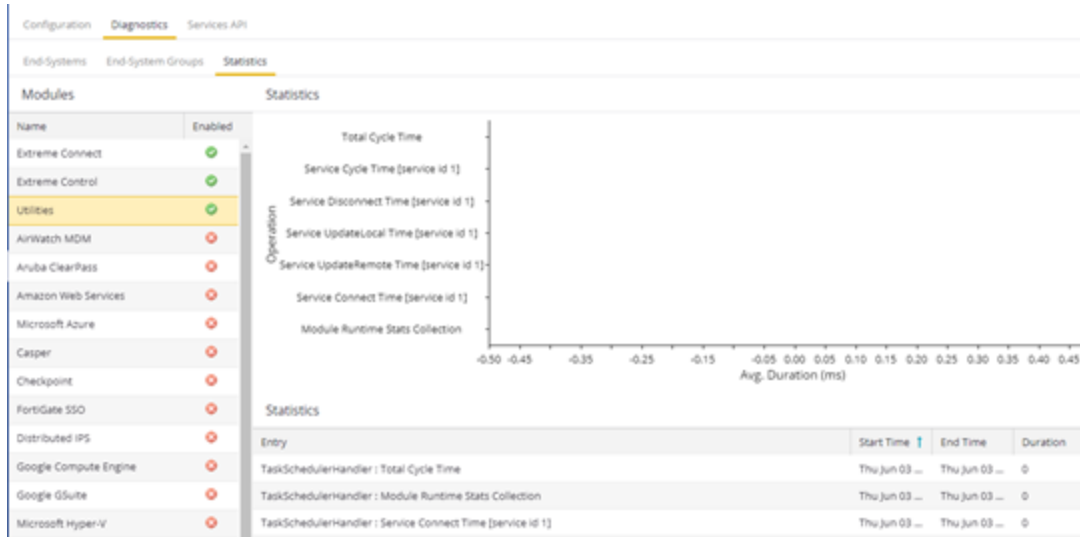 Configuration Diagnostics Services API
End-Systems End-System Groups Statistics
Modules
Name Enabled
Extreme Connect
Extreme Control
Utilities
AirWatch MDM
Aruba ClearPass
Amazon Web Services
Microsoft Azure
Casper
Checkpoint
FortiGate SSO
Distributed IPS
Google Compute Engine
Google GSuite
Microsoft Hyper-V
Statistics
Operation
Total Cycle Time
Service Cycle Time [service id 1]
Service Disconnect Time [service id 1]
Service UpdateLocal Time [service id 1]
Service UpdateRemote Time [service id 1]
Service Connect Time [service id 1]
Module Runtime Stats Collection
-0.50 -0.45 -0.35 -0.25 -0.15 -0.05 0.00 0.05 0.10 0.15 0.20 0.25 0.30 0.35 0.40 0.45
Avg. Duration (ms)
Statistics
Entry Start Time End Time Duration
TaskSchedulerHandler : Total Cycle Time Thu Jun 03 ... Thu Jun 03 ... 0
TaskSchedulerHandler : Module Runtime Stats Collection Thu Jun 03 ... Thu Jun 03 ... 0
TaskSchedulerHandler : Service Connect Time [service id 1] Thu Jun 03 ... Thu Jun 03 ... 0